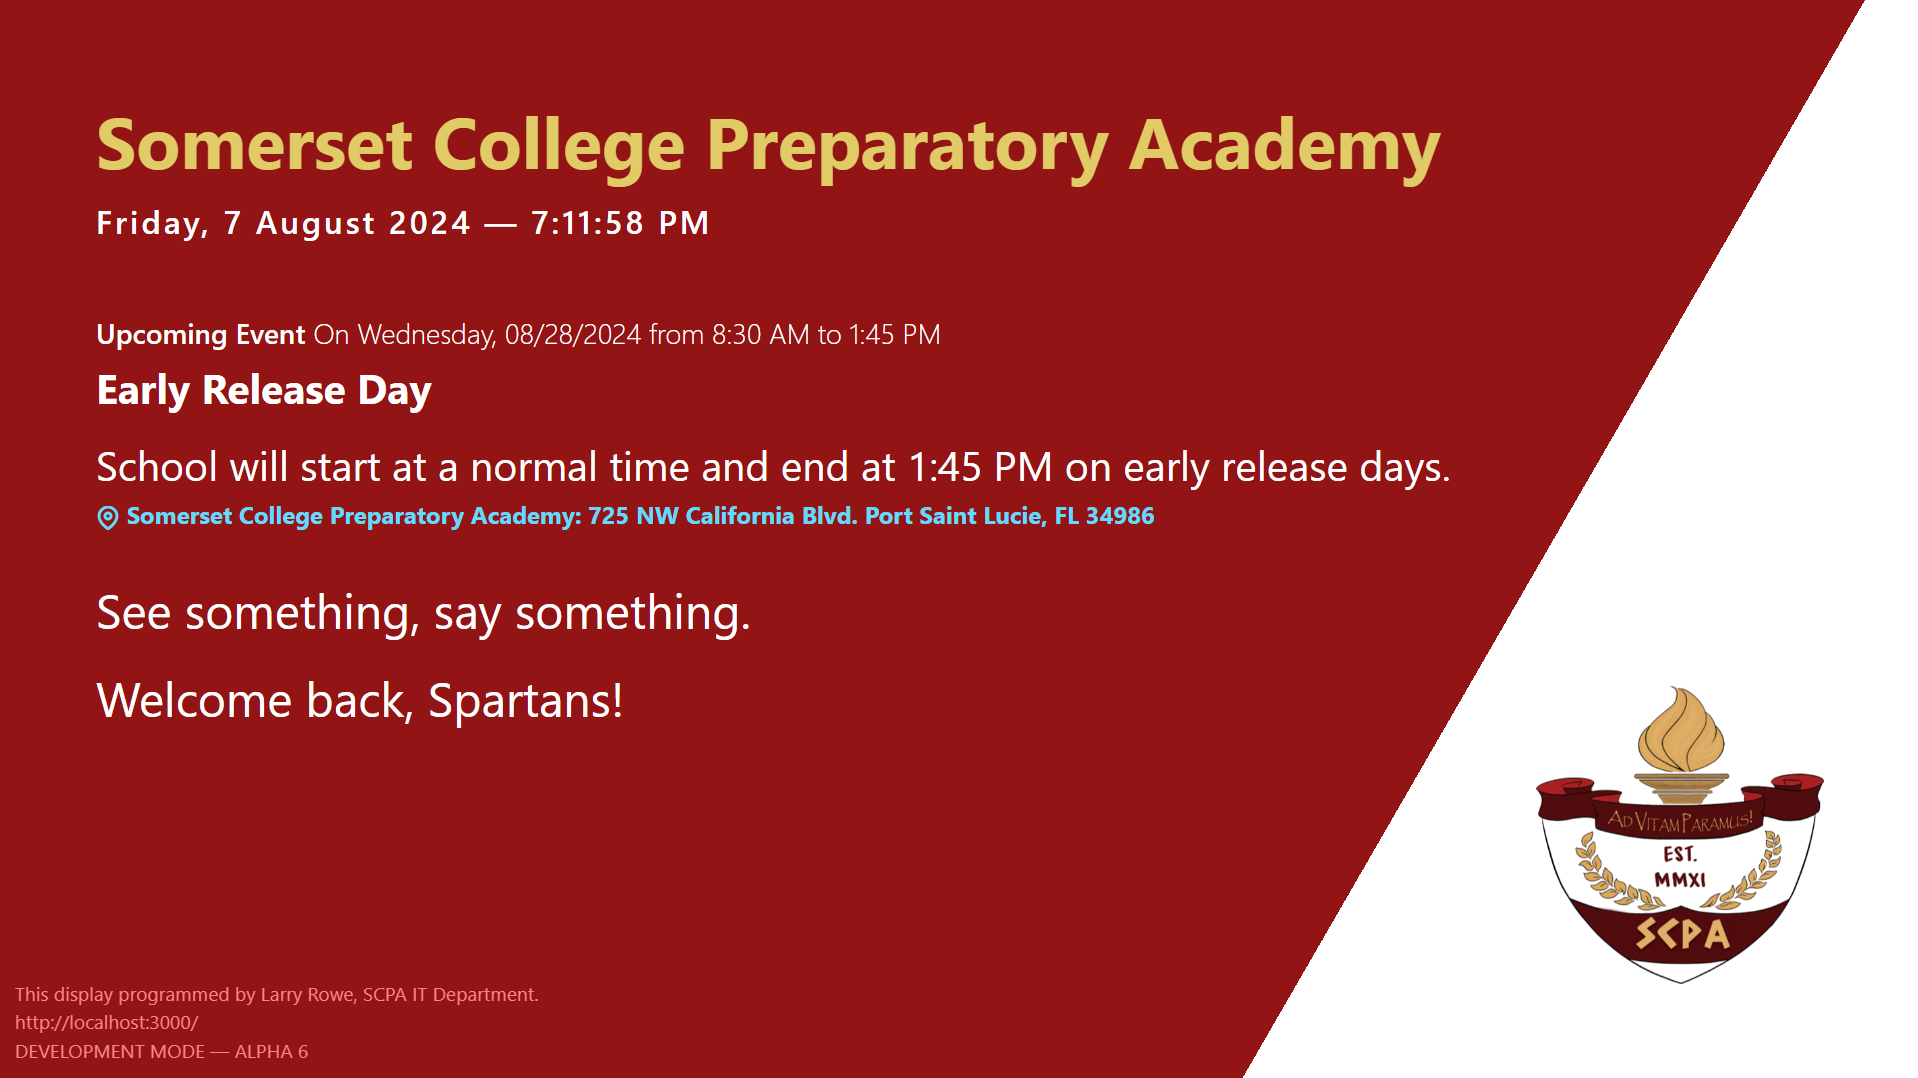 Somerset College Preparatory Academy
Friday, 7 August 2024 — 7:11:58 PM
Upcoming Event On Wednesday, 08/28/2024 from 8:30 AM to 1:45 PM
Early Release Day
School will start at a normal time and end at 1:45 PM on early release days.
Somerset College Preparatory Academy: 725 NW California Blvd. Port Saint Lucie, FL 34986
See something, say something.
Welcome back, Spartans!
AD VITAM PARAMUS!
EST.
MMXI
SCPA
This display programmed by Larry Rowe, SCPA IT Department.
http://localhost:3000/
DEVELOPMENT MODE — ALPHA 6